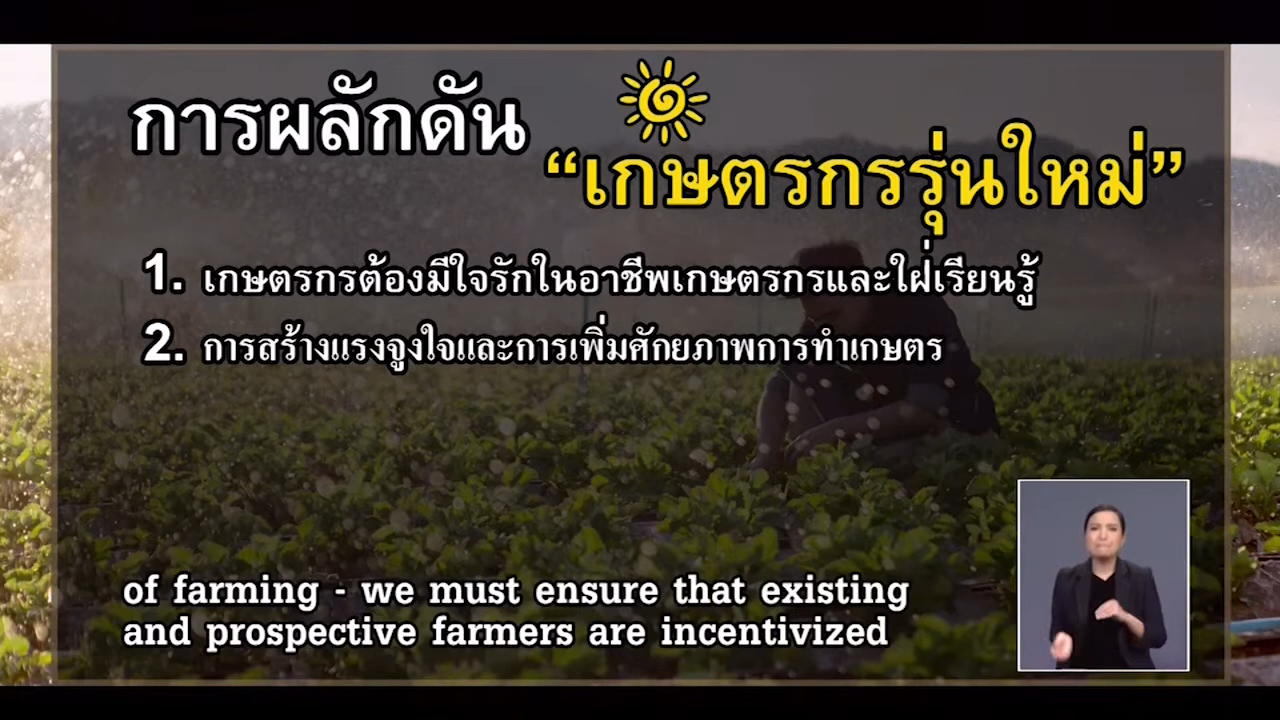 การผลักดัน
“เกษตรกรรุ่นใหม่”
1. เกษตรกรต้องมีใจรักในอาชีพเกษตรกรและใฝ่เรียนรู้
2. การสร้างแรงจูงใจและการเพิ่มศักยภาพการทำเกษตร
of farming - we must ensure that existing
and prospective farmers are incentivized